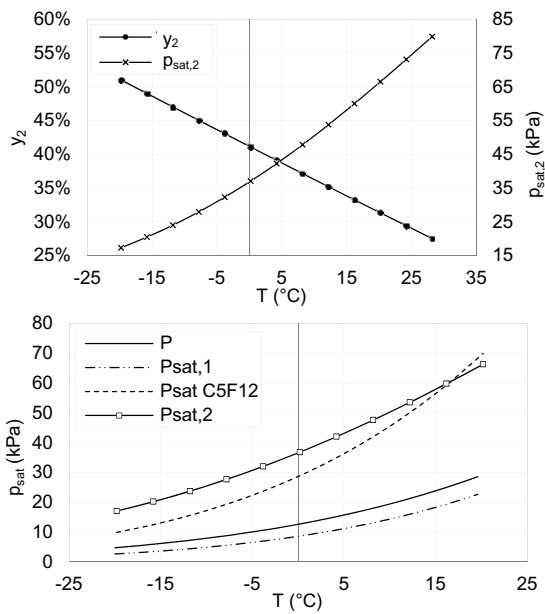 60%
55%
50%
45%
40%
35%
30%
25%
y2
y2
psat,2
85
75
65
55
45
35
25
15
psat,2 (kPa)
-25 -15 -5 5 15 25 35
T (°C)
80
70
60
50
40
30
20
10
0
psat (kPa)
P
Psat,1
Psat C5F12
Psat,2
-25 -15 -5 5 15 25
T (°C)